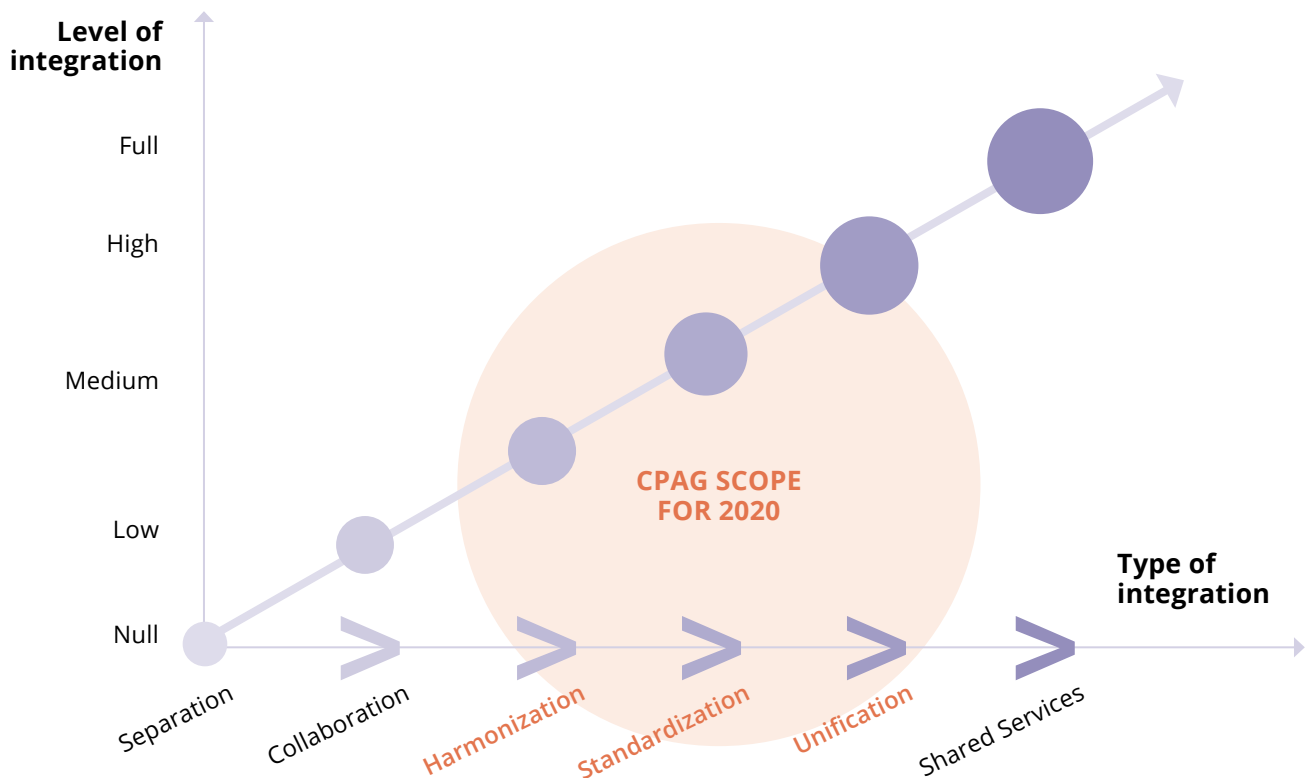 Level of
integration
Full
High
Medium
Low
Null
CPAG SCOPE
FOR 2020
Type of
integration
Separation
Collaboration
Harmonization
Standardization
Unification
Shared Services